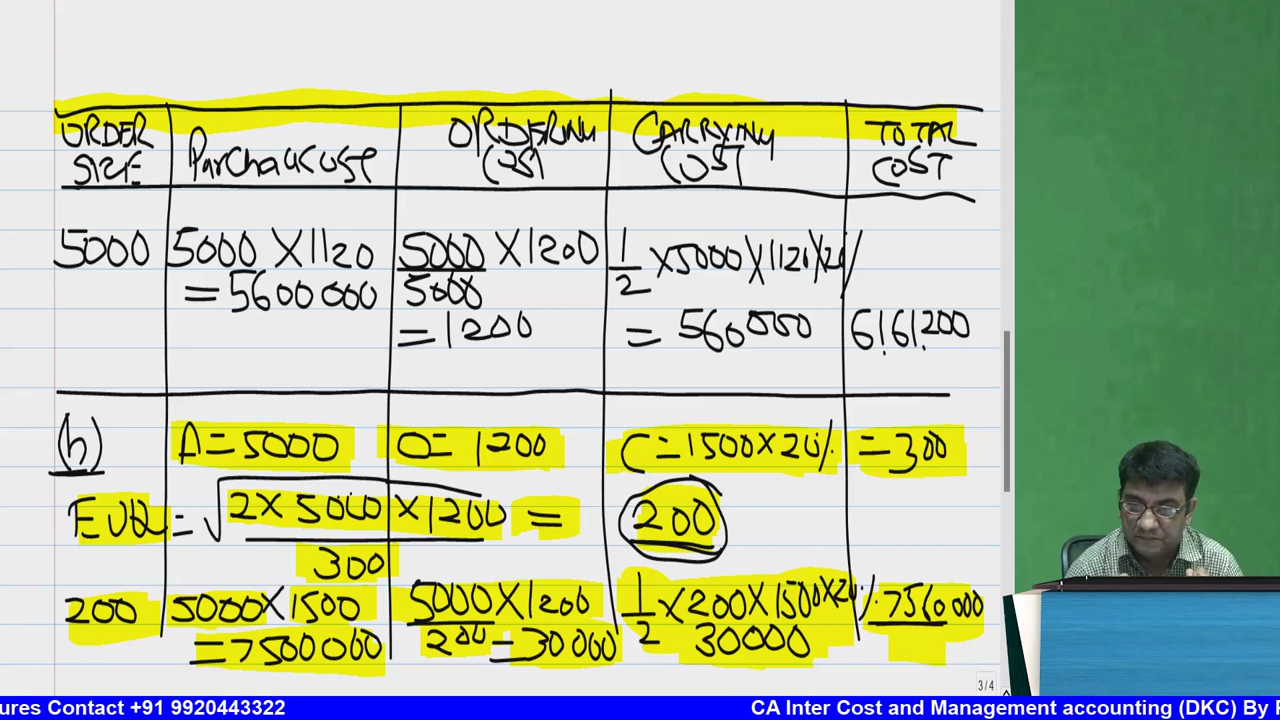 ORDER SIZE | Purchase Cost | ORDERING COST | CARRYING COST | TOTAL COST
5000 | 5000 X 1120 | 5000 X 1200 | 1/2 X 5000 X 1120 X 20%
= 5600000 | 5000
= 1200 | = 560000 | 6161200
(b) | A = 5000 | O = 1200 | C = 1500 X 20% | = 300
EOQ = √ 2 X 5000 X 1200 = 200
300
200 | 5000 X 1500 | 5000 X 1200 | 1/2 X 200 X 1500 X 20% | 7560000
= 7500000 | 200 = 30000 | 30000
3/4
ures Contact +91 9920443322
CA Inter Cost and Management accounting (DKC) By